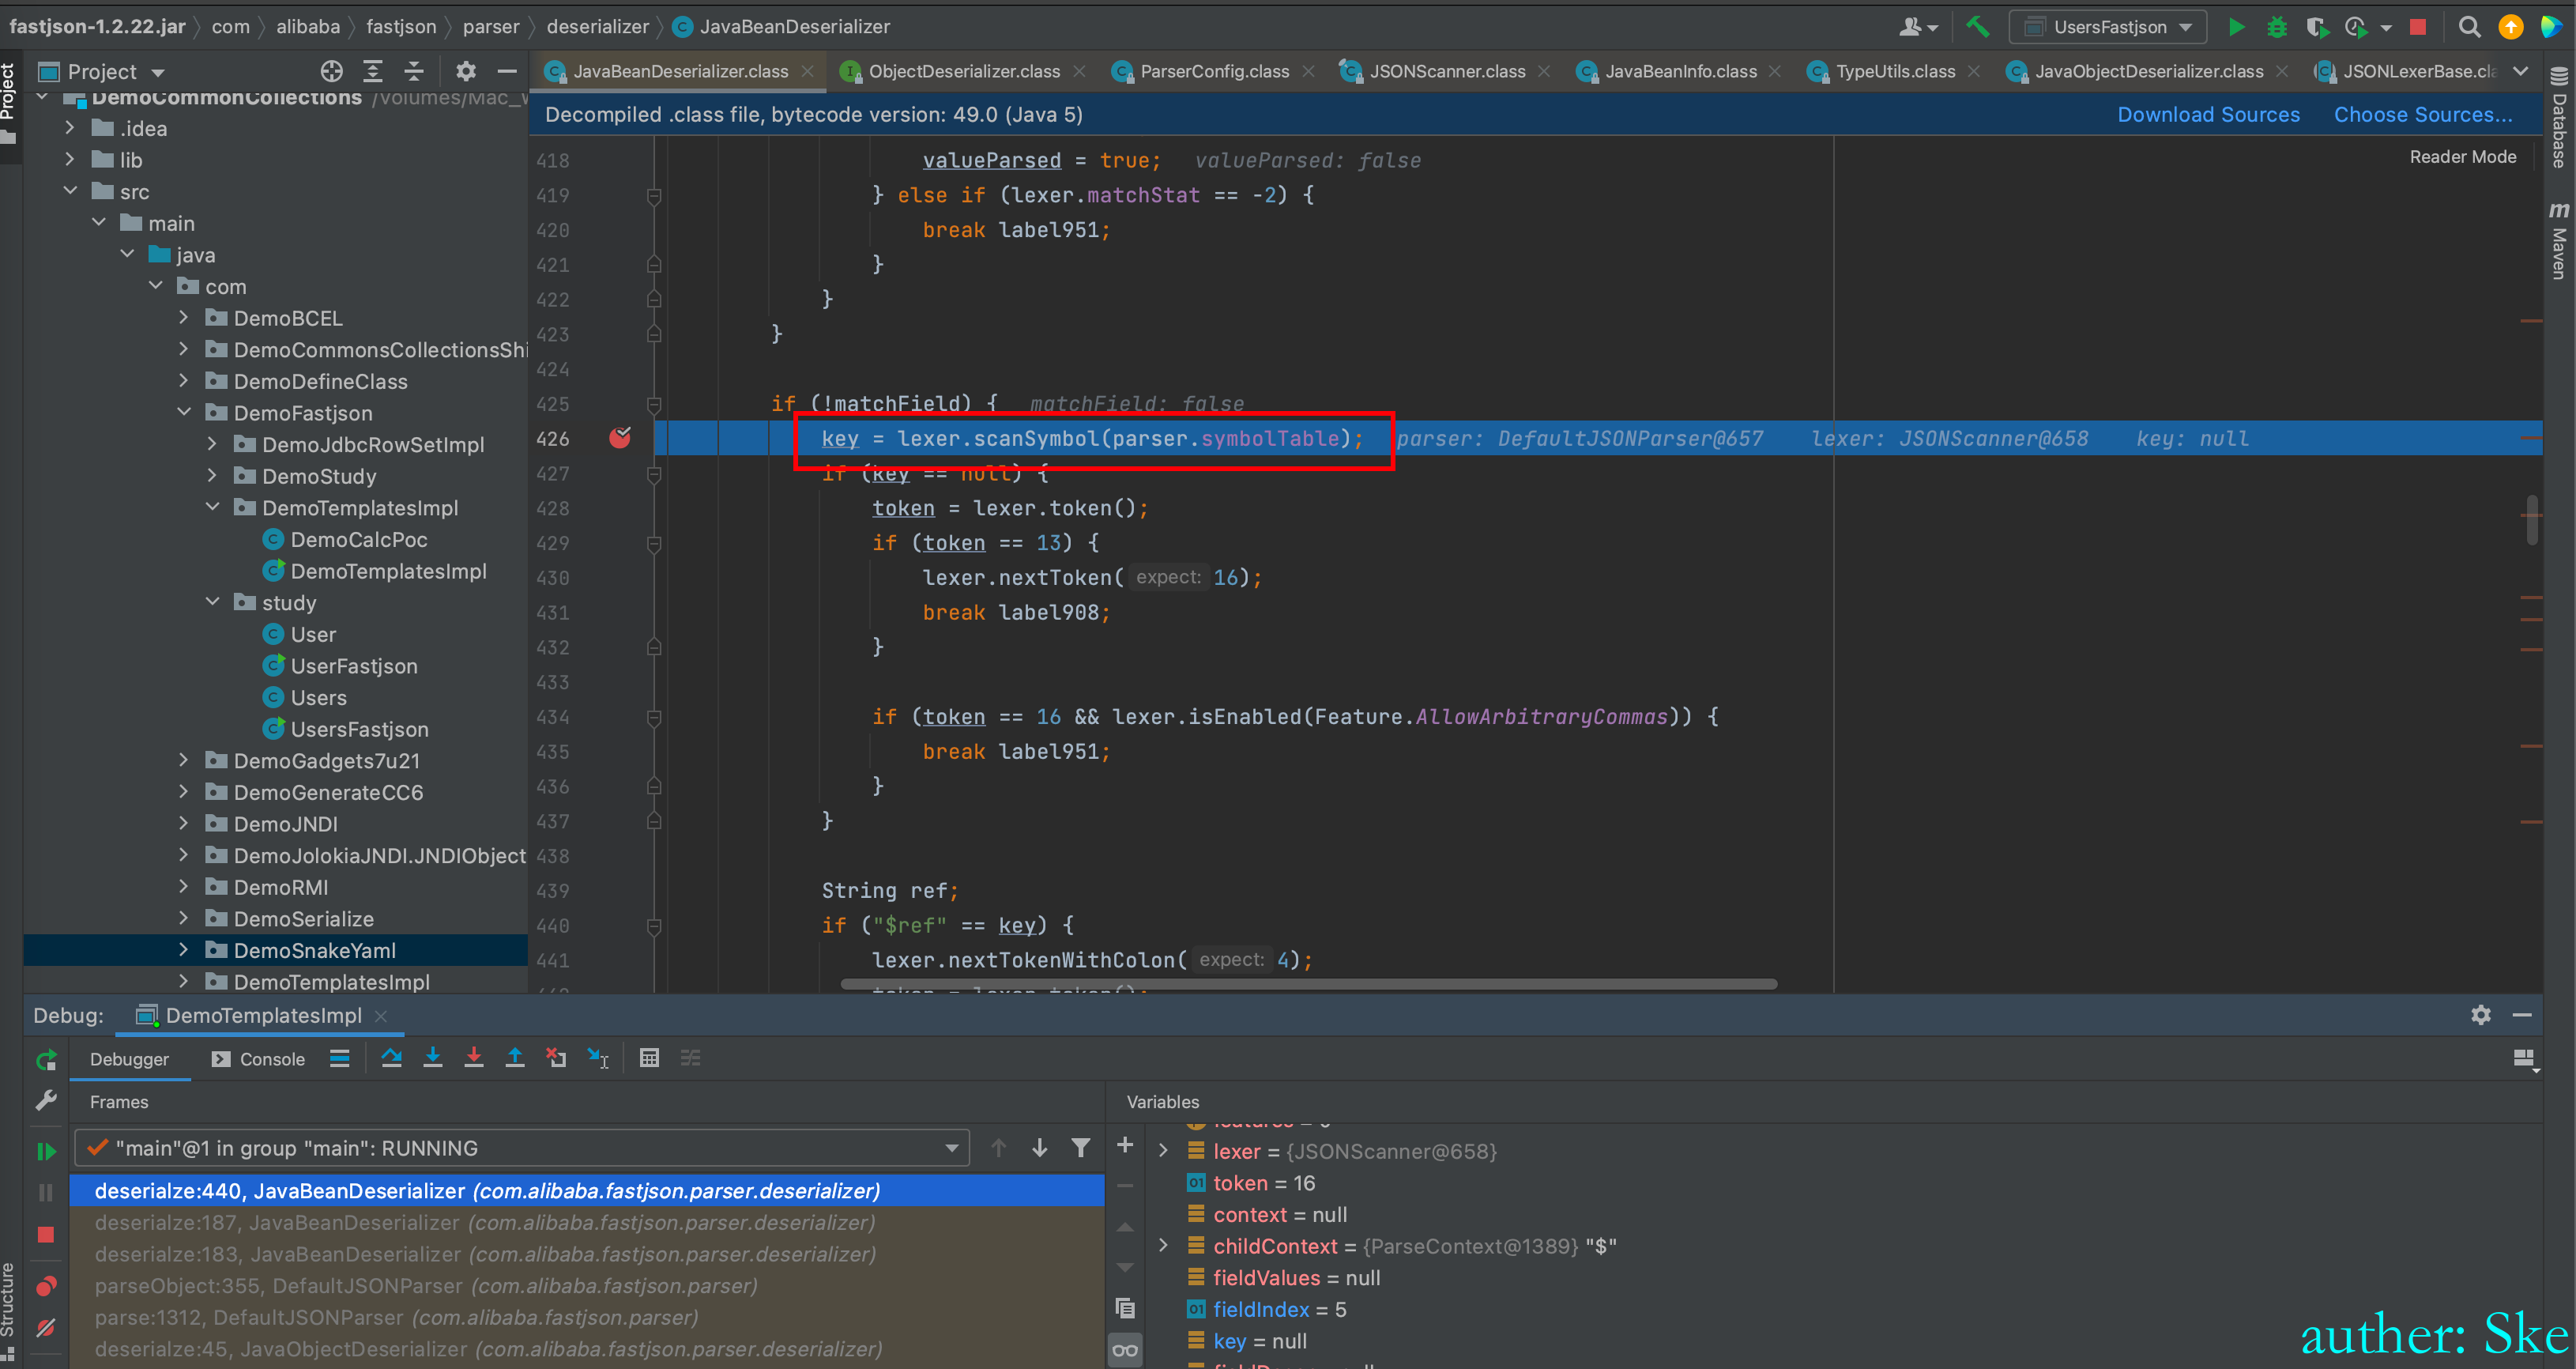 fastjson-1.2.22.jar > com > alibaba > fastjson > parser > deserializer > JavaBeanDeserializer
UsersFastjson
Project
JavaBeanDeserializer.class ObjectDeserializer.class ParserConfig.class JSONScanner.class JavaBeanInfo.class TypeUtils.class JavaObjectDeserializer.class JSONLexerBase.cla
Project
Database
Maven
Structure
DemoCommonCollections
.idea
lib
src
main
java
com
DemoBCEL
DemoCommonsCollectionsShi
DemoDefineClass
DemoFastjson
DemoJdbcRowSetImpl
DemoStudy
DemoTemplatesImpl
DemoCalcPoc
DemoTemplatesImpl
study
User
UserFastjson
Users
UsersFastjson
DemoGadgets7u21
DemoGenerateCC6
DemoJNDI
DemoJolokiaJNDI.JNDIObject
DemoRMI
DemoSerialize
DemoSnakeYaml
DemoTemplatesImpl
Decompiled .class file, bytecode version: 49.0 (Java 5) Download Sources Choose Sources...
Reader Mode
418 valueParsed = true; valueParsed: false
419 } else if (lexer.matchStat == -2) {
420 break label951;
421 }
422 }
423 }
424
425 if (!matchField) { matchField: false
426 key = lexer.scanSymbol(parser.symbolTable); parser: DefaultJSONParser@657 lexer: JSONScanner@658 key: null
427 if (key == null) {
428 token = lexer.token();
429 if (token == 13) {
430 lexer.nextToken( expect: 16);
431 break label908;
432 }
433
434 if (token == 16 && lexer.isEnabled(Feature.AllowArbitraryCommas)) {
435 break label951;
436 }
437 }
438
439 String ref;
440 if ("$ref" == key) {
441 lexer.nextTokenWithColon( expect: 4);
token = lexer.token();
Debug: DemoTemplatesImpl
Debugger Console
Frames
"main"@1 in group "main": RUNNING
deserialze:440, JavaBeanDeserializer (com.alibaba.fastjson.parser.deserializer)
deserialze:187, JavaBeanDeserializer (com.alibaba.fastjson.parser.deserializer)
deserialze:183, JavaBeanDeserializer (com.alibaba.fastjson.parser.deserializer)
parseObject:355, DefaultJSONParser (com.alibaba.fastjson.parser)
parse:1312, DefaultJSONParser (com.alibaba.fastjson.parser)
deserialze:45, JavaObjectDeserializer (com.alibaba.fastjson.parser.deserializer)
Variables
lexer = {JSONScanner@658}
token = 16
context = null
childContext = {ParseContext@1389} "$"
fieldValues = null
fieldIndex = 5
key = null
auther: Ske